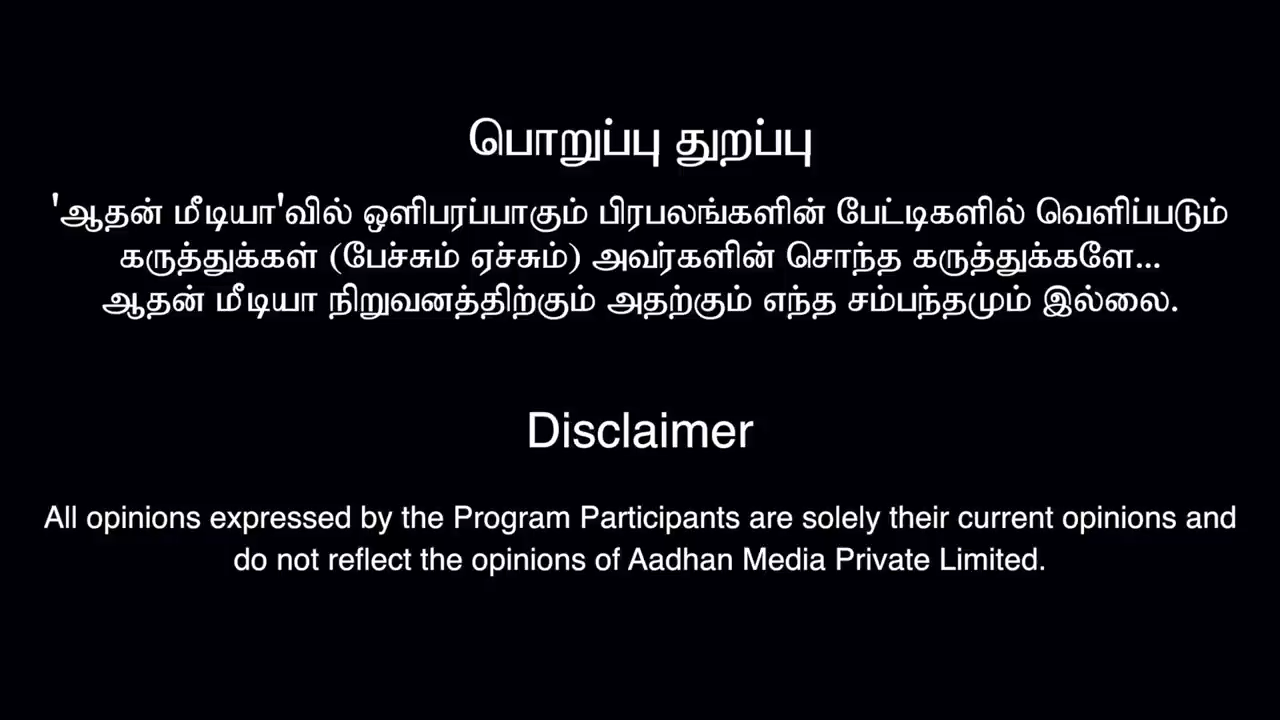 பொறுப்பு துறப்பு
'ஆதன் மீடியா'வில் ஒளிபரப்பாகும் பிரபலங்களின் பேட்டிகளில் வெளிப்படும்
கருத்துக்கள் (பேச்சும் ஏச்சும்) அவர்களின் சொந்த கருத்துக்களே...
ஆதன் மீடியா நிறுவனத்திற்கும் அதற்கும் எந்த சம்பந்தமும் இல்லை.
Disclaimer
All opinions expressed by the Program Participants are solely their current opinions and
do not reflect the opinions of Aadhan Media Private Limited.